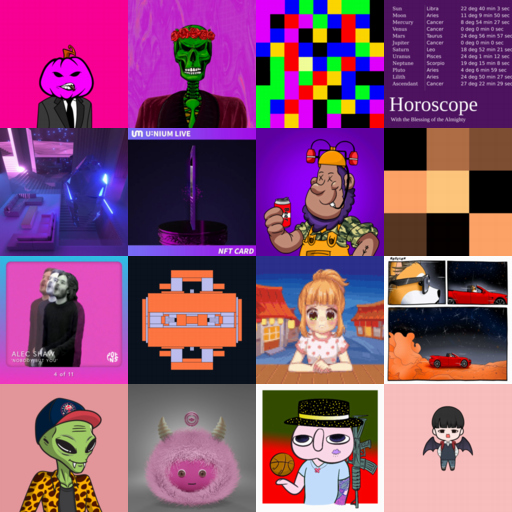 Sun Libra 22 deg 40 min 3 sec
Moon Aries 11 deg 9 min 50 sec
Mercury Cancer 8 deg 54 min 27 sec
Venus Cancer 0 deg 0 min 0 sec
Mars Taurus 24 deg 56 min 57 sec
Jupiter Cancer 0 deg 0 min 0 sec
Saturn Leo 18 deg 52 min 21 sec
Uranus Pisces 24 deg 1 min 12 sec
Neptune Scorpio 19 deg 15 min 8 sec
Pluto Aries 4 deg 6 min 59 sec
Lilith Aries 24 deg 50 min 27 sec
Ascendant Cancer 27 deg 22 min 29 sec
Horoscope
With the Blessing of the Almighty
UNIUM LIVE
NFT CARD
ALEC SHAW
"NOBODY BUT YOU"
4 of 11